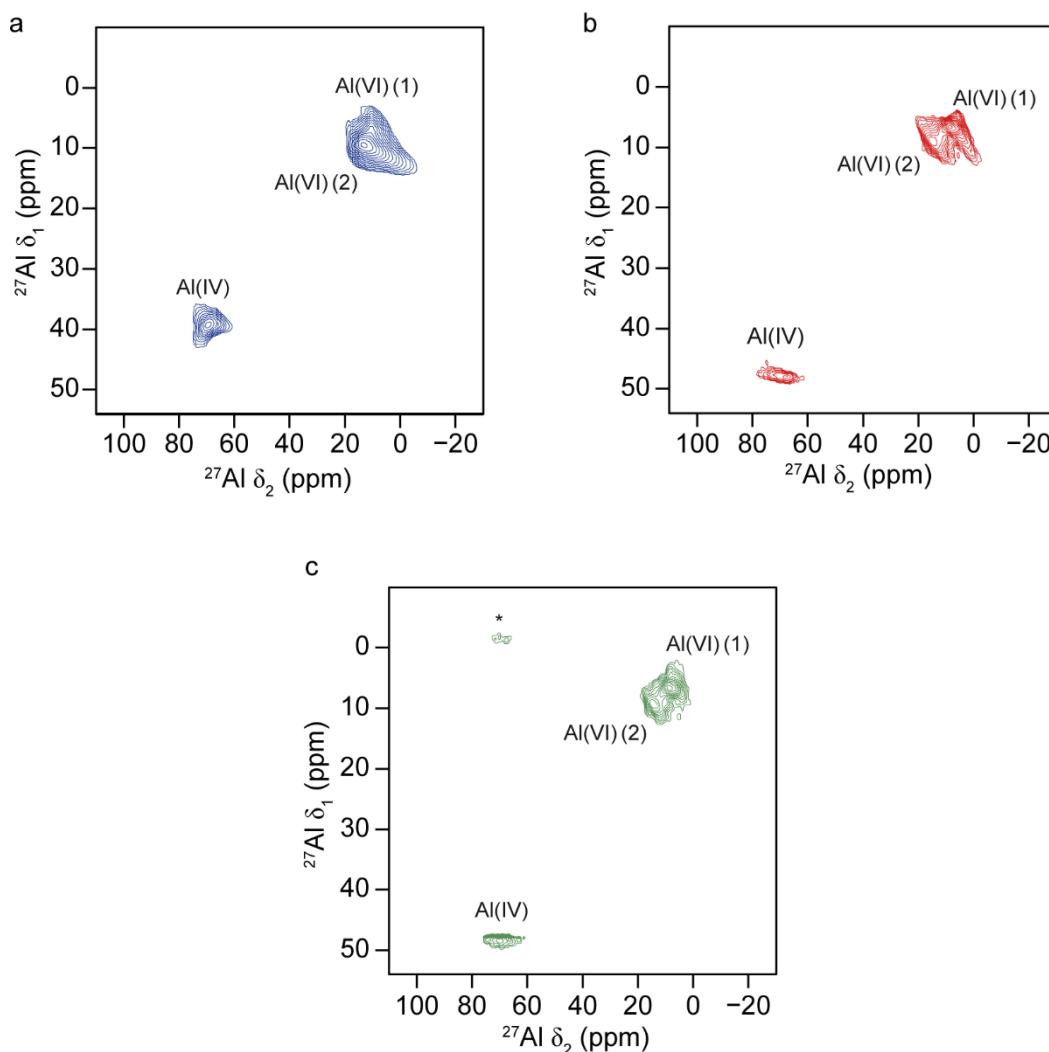 a
Al(VI) (1)
Al(VI) (2)
Al(IV)
0
10
20
30
40
50
²⁷Al δ₁ (ppm)
100 80 60 40 20 0 −20
²⁷Al δ₂ (ppm)
b
Al(VI) (1)
Al(VI) (2)
Al(IV)
0
10
20
30
40
50
²⁷Al δ₁ (ppm)
100 80 60 40 20 0 −20
²⁷Al δ₂ (ppm)
c
*
Al(VI) (1)
Al(VI) (2)
Al(IV)
0
10
20
30
40
50
²⁷Al δ₁ (ppm)
100 80 60 40 20 0 −20
²⁷Al δ₂ (ppm)